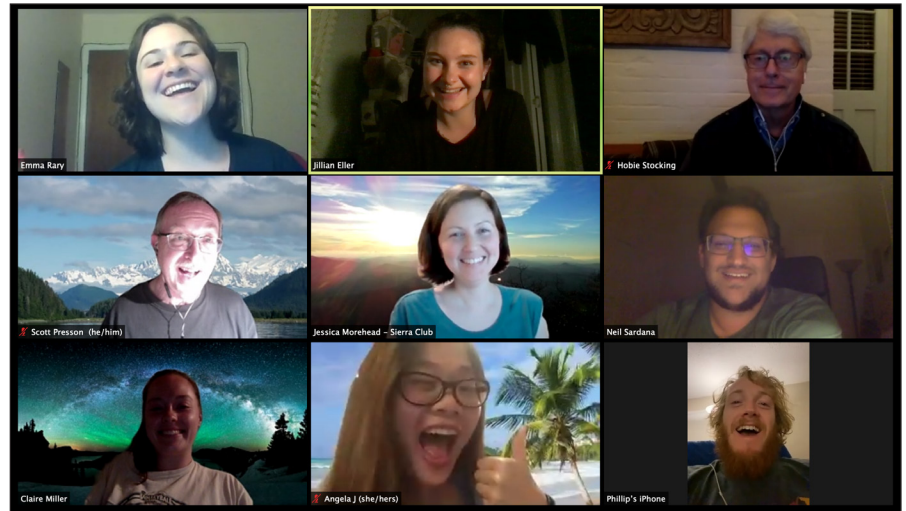 Emma Rary
Jillian Eller
Hobie Stocking
Scott Presson (he/him)
Jessica Morehead - Sierra Club
Neil Sardana
Claire Miller
Angela J (she/hers)
Phillip's iPhone